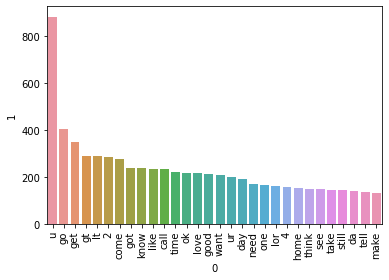 800
600
400
200
0
1
u
go
get
gt
lt
2
come
got
know
like
call
time
ok
love
good
want
ur
day
need
one
lor
4
home
think
see
take
still
da
tell
make
0